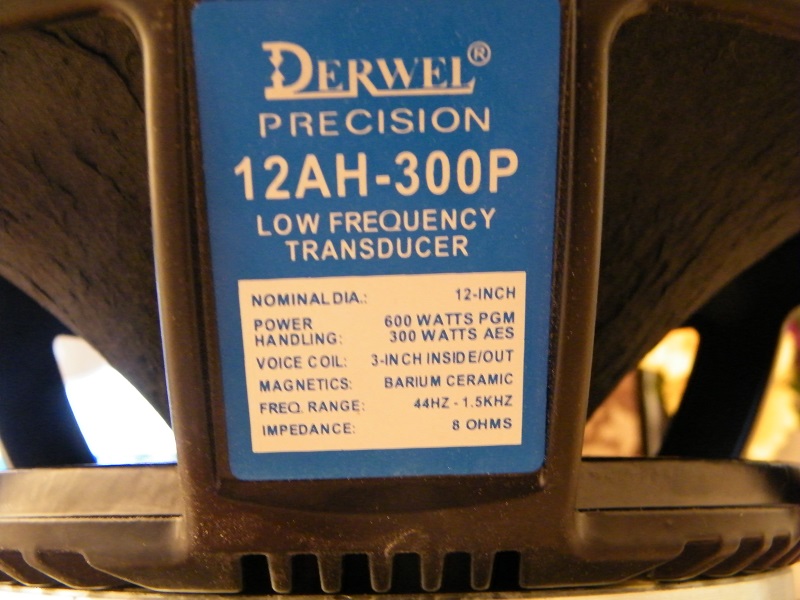 DERWEL®
PRECISION
12AH-300P
LOW FREQUENCY
TRANSDUCER
NOMINAL DIA.: 12-INCH
POWER HANDLING: 600 WATTS PGM
300 WATTS AES
VOICE COIL: 3-INCH INSIDE/OUT
MAGNETICS: BARIUM CERAMIC
FREQ. RANGE: 44HZ - 1.5KHZ
IMPEDANCE: 8 OHMS